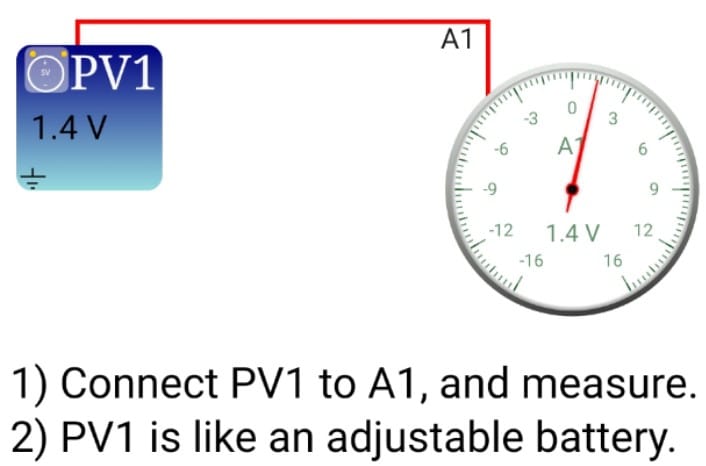 A1
PV1
SV
1.4 V
0
-3
3
A1
-6
6
-9
9
-12
1.4 V
12
-16
16
1) Connect PV1 to A1, and measure.
2) PV1 is like an adjustable battery.